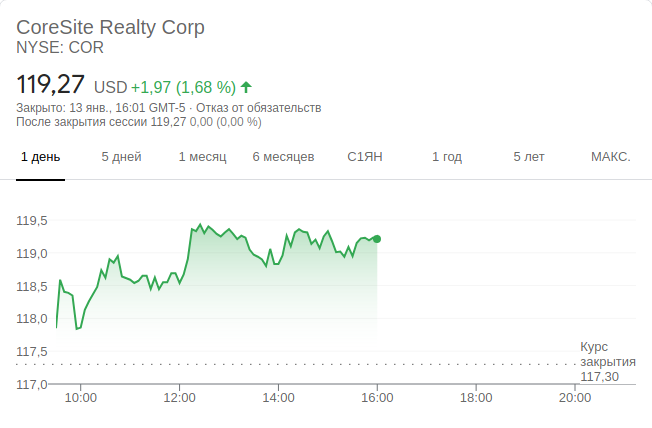 CoreSite Realty Corp
NYSE: COR
119,27 USD +1,97 (1,68 %)
Закрыто: 13 янв., 16:01 GMT-5 · Отказ от обязательств
После закрытия сессии 119,27 0,00 (0,00 %)
1 день 5 дней 1 месяц 6 месяцев С1ЯН 1 год 5 лет МАКС.
119,5
119,0
118,5
118,0
117,5
117,0
Курс
закрытия
117,30
10:00 12:00 14:00 16:00 18:00 20:00